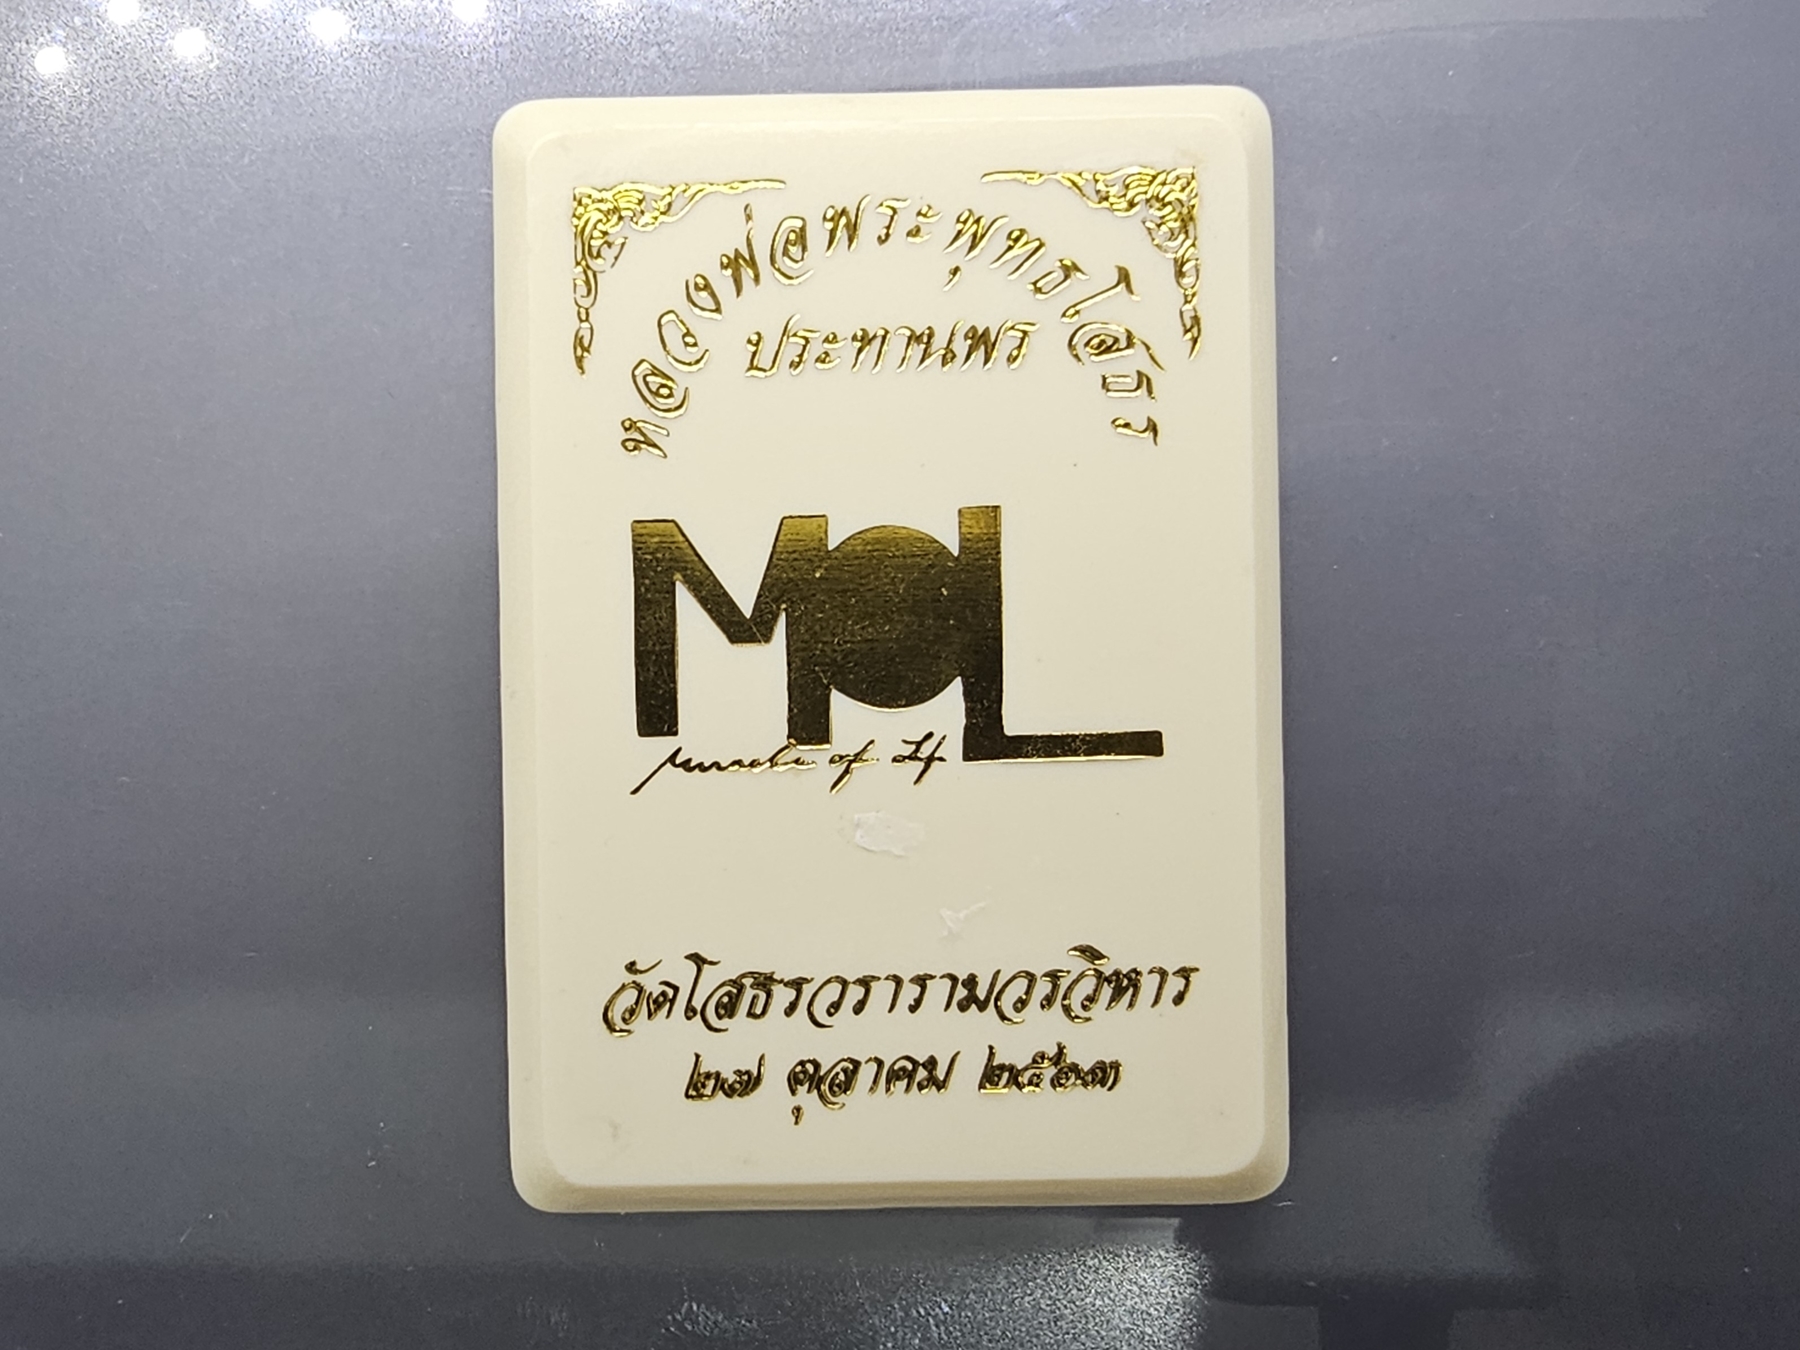 หลวงพ่อพระพุทธโสธร
ประทานพร
MOL
Miracle of Life
วัดโสธรวรารามวรวิหาร
๒๗ ตุลาคม ๒๕๖๓